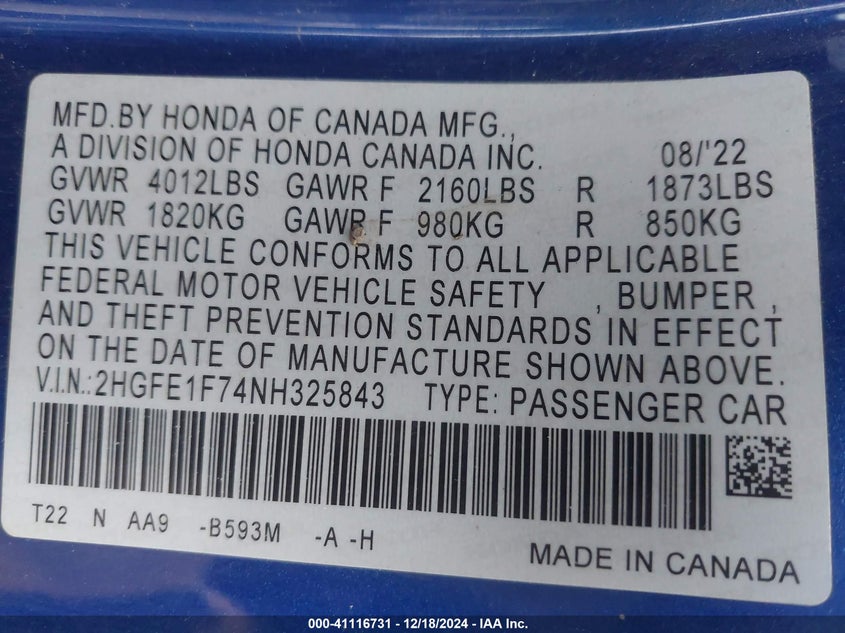 MFD.BY HONDA OF CANADA MFG.,
A DIVISION OF HONDA CANADA INC. 08/'22
GVWR 4012LBS GAWR F 2160LBS R 1873LBS
GVWR 1820KG GAWR F 980KG R 850KG
THIS VEHICLE CONFORMS TO ALL APPLICABLE
FEDERAL MOTOR VEHICLE SAFETY , BUMPER ,
AND THEFT PREVENTION STANDARDS IN EFFECT
ON THE DATE OF MANUFACTURE SHOWN ABOVE.
V.I.N.:2HGFE1F74NH325843 TYPE: PASSENGER CAR
T22 N AA9 -B593M -A -H
MADE IN CANADA
000-41116731 - 12/18/2024 - IAA Inc.